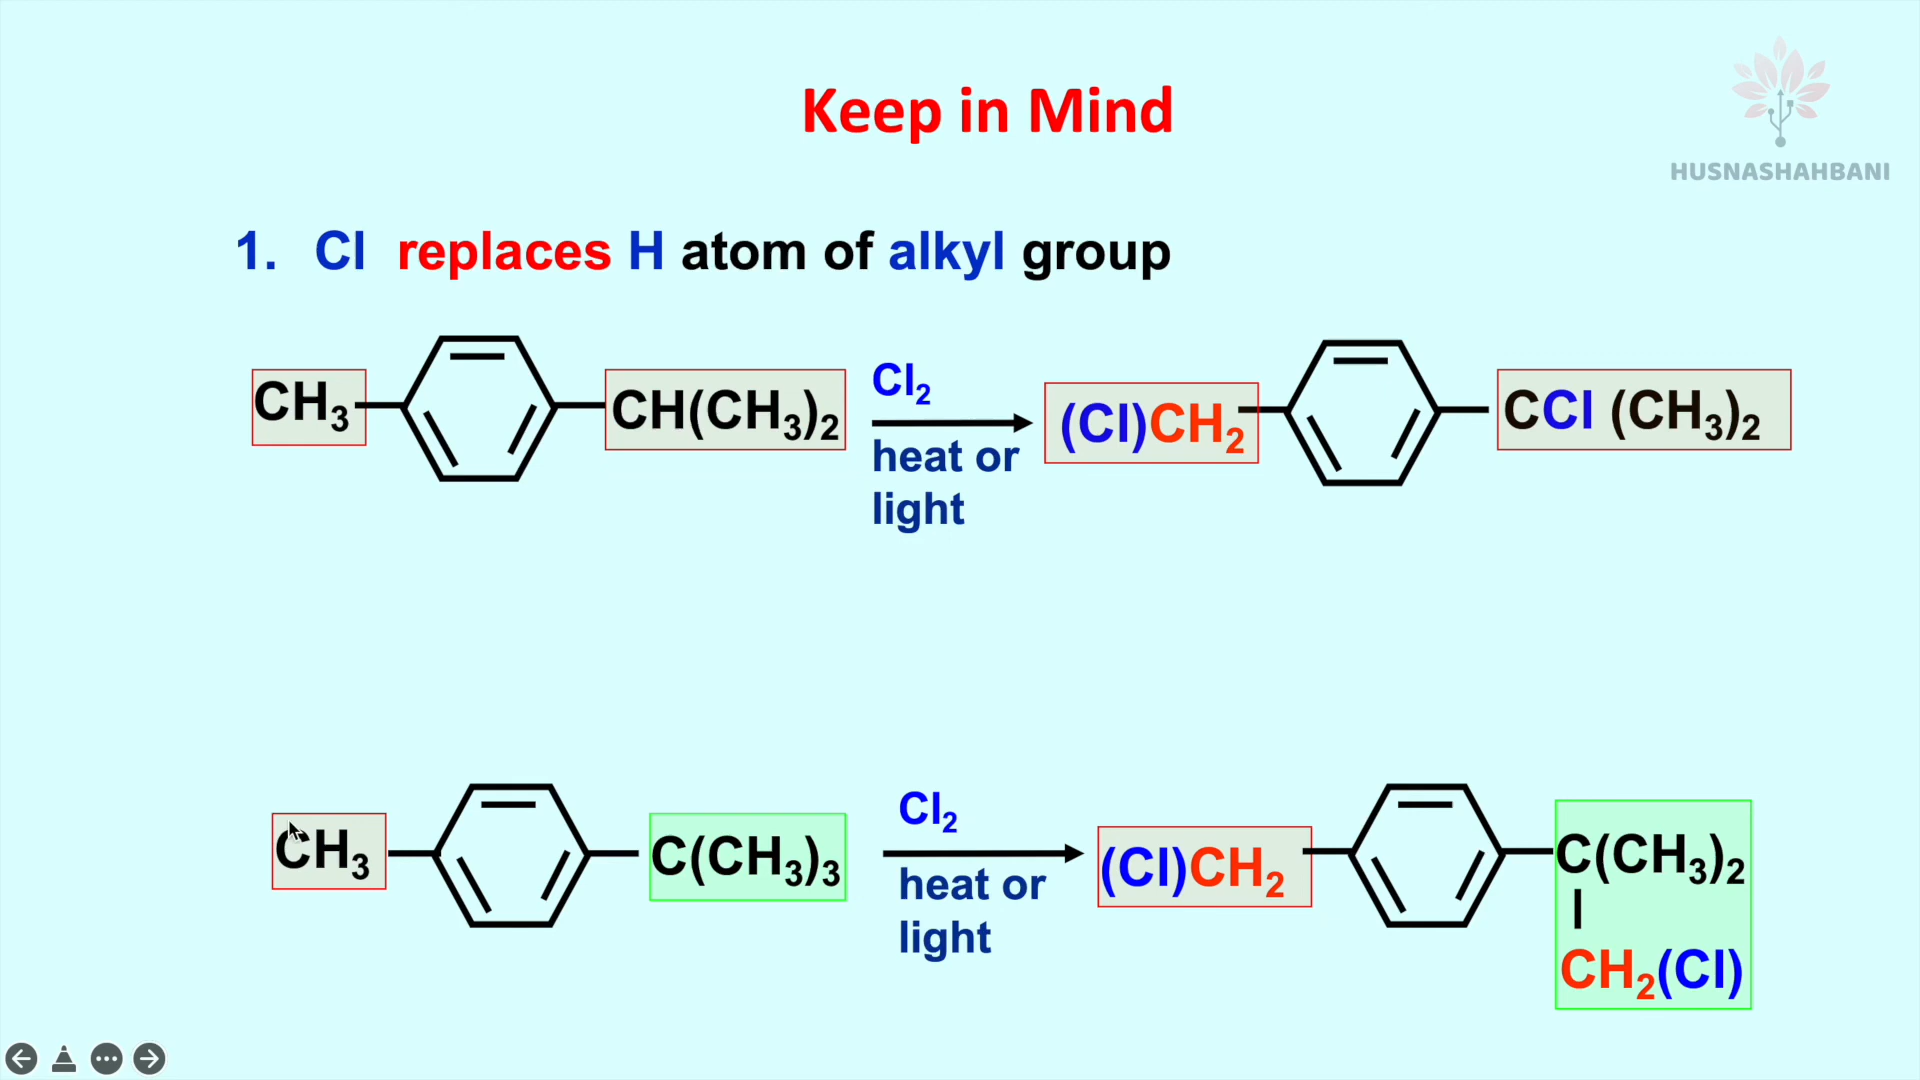 Keep in Mind
HUSNASHAHBANI
1. Cl replaces H atom of alkyl group
CH₃ CH(CH₃)₂ Cl₂ (Cl)CH₂ CCl (CH₃)₂
heat or
light
CH₃ C(CH₃)₃ Cl₂ (Cl)CH₂ C(CH₃)₂
heat or
light
CH₂(Cl)